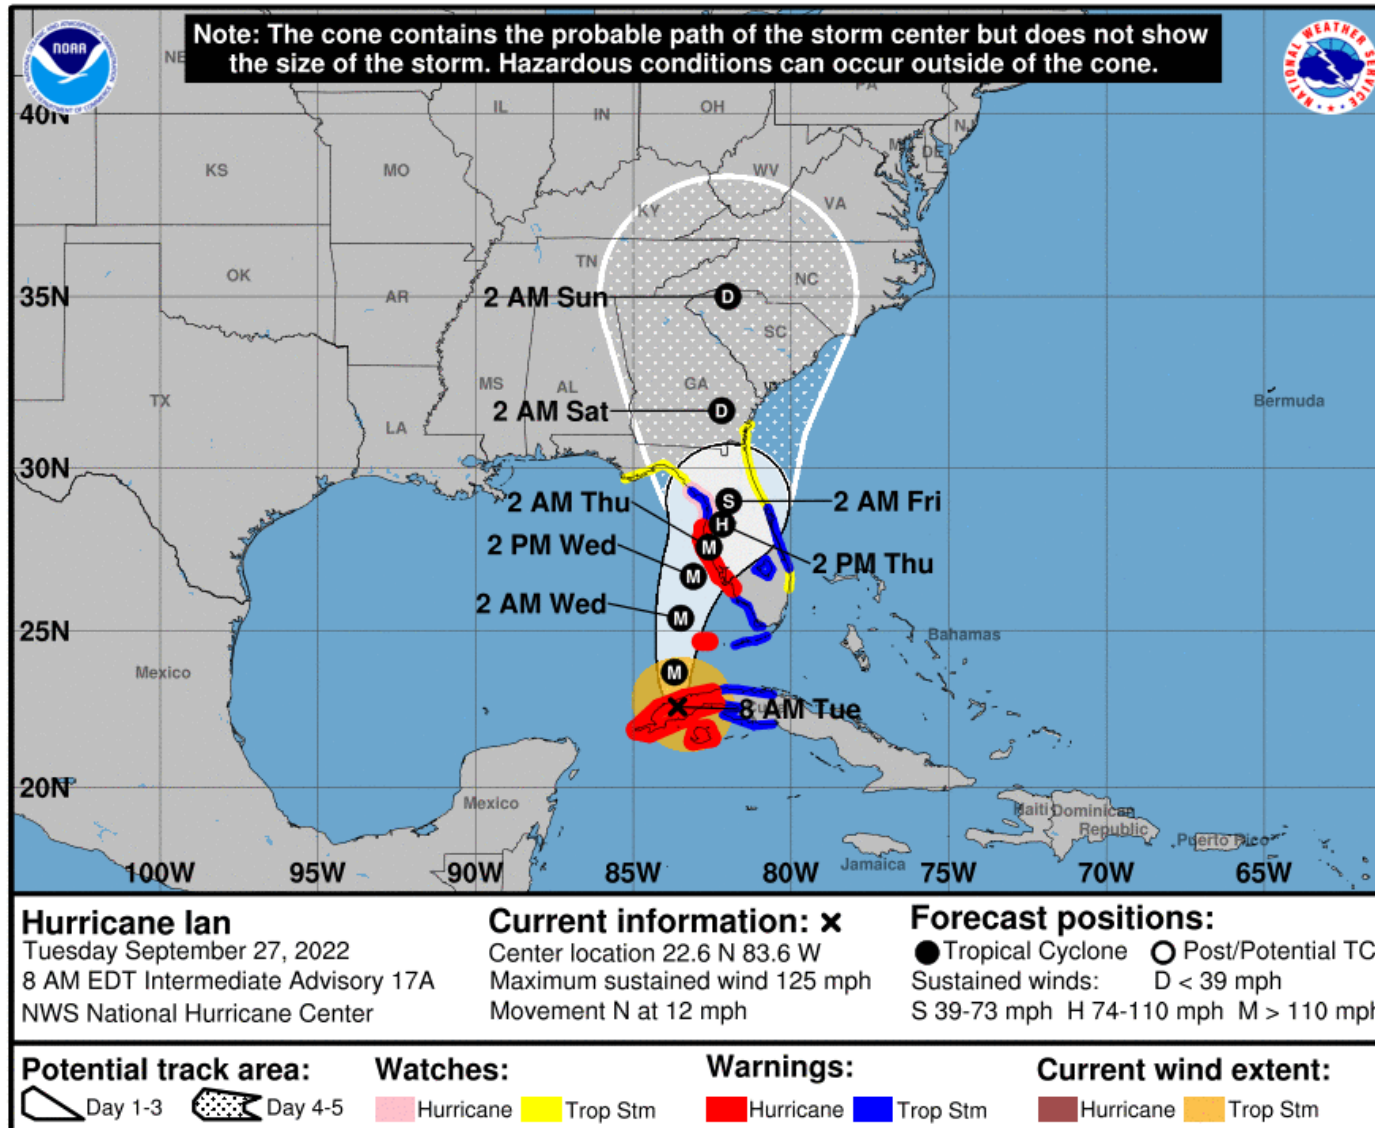 Note: The cone contains the probable path of the storm center but does not show
the size of the storm. Hazardous conditions can occur outside of the cone.
NOAA
NATIONAL WEATHER SERVICE
NE
PA
40N
IL
IN
OH
NJ
DE
KS
MO
WV
KY
VA
TN
OK
NC
AR
35N
2 AM Sun
D
SC
MS
AL
GA
TX
2 AM Sat
D
Bermuda
LA
30N
2 AM Thu
S
2 AM Fri
H
2 PM Wed
M
2 PM Thu
M
2 AM Wed
M
25N
Bahamas
Mexico
M
8 AM Tue
20N
Mexico
Haiti
Dominican
Republic
Puerto Rico
Jamaica
100W
95W
90W
85W
80W
75W
70W
65W
Hurricane Ian
Tuesday September 27, 2022
8 AM EDT Intermediate Advisory 17A
NWS National Hurricane Center
Current information: ×
Center location 22.6 N 83.6 W
Maximum sustained wind 125 mph
Movement N at 12 mph
Forecast positions:
Tropical Cyclone Post/Potential TC
Sustained winds: D < 39 mph
S 39-73 mph H 74-110 mph M > 110 mph
Potential track area:
Day 1-3 Day 4-5
Watches:
Hurricane Trop Stm
Warnings:
Hurricane Trop Stm
Current wind extent:
Hurricane Trop Stm